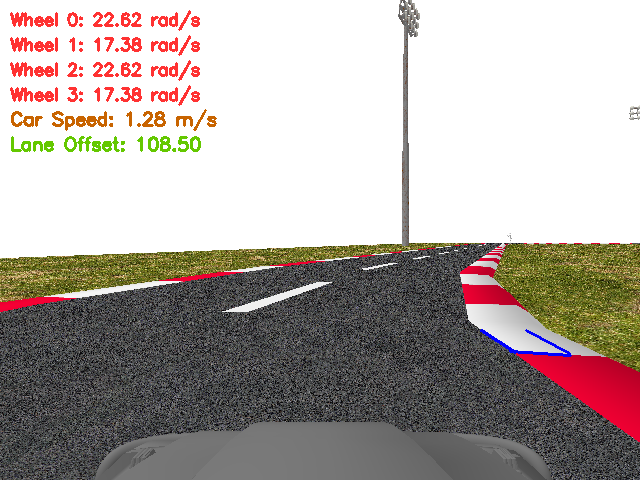 Wheel 0: 22.62 rad/s
Wheel 1: 17.38 rad/s
Wheel 2: 22.62 rad/s
Wheel 3: 17.38 rad/s
Car Speed: 1.28 m/s
Lane Offset: 108.50